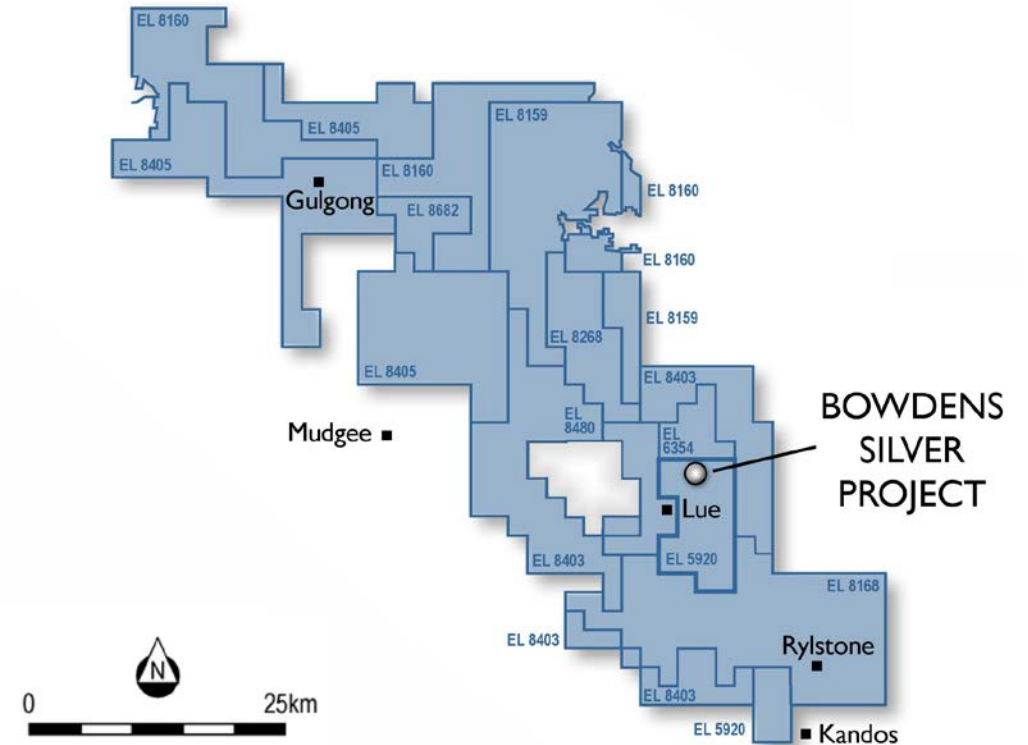 EL 8160
EL 8159
EL 8405
EL 8405
EL 8160
EL 8160
Gulgong
EL 8682
EL 8160
EL 8159
EL 8268
EL 8405
EL 8403
BOWDENS
SILVER
PROJECT
EL
8480
Mudgee
EL
6354
Lue
EL 8403
EL 5920
EL 8168
EL 8403
Rylstone
EL 8403
N
0
25km
EL 5920
Kandos